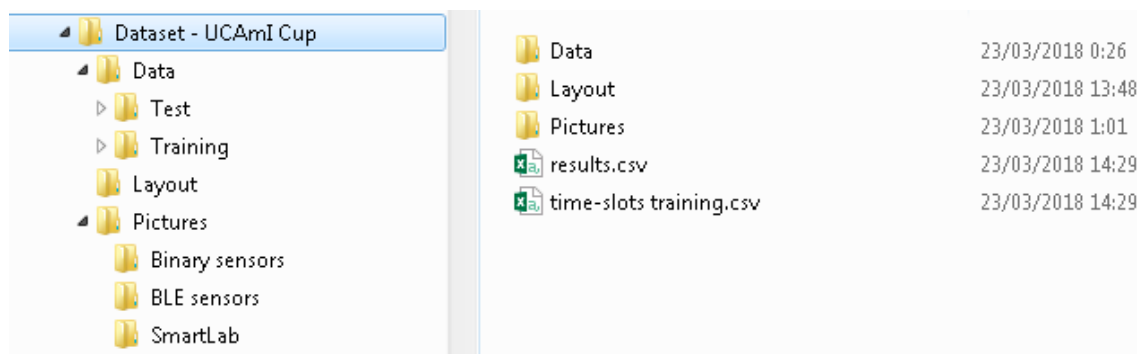 Dataset - UCAmI Cup
Data
Test
Training
Layout
Pictures
Binary sensors
BLE sensors
SmartLab
Data 23/03/2018 0:26
Layout 23/03/2018 13:48
Pictures 23/03/2018 1:01
results.csv 23/03/2018 14:29
time-slots training.csv 23/03/2018 14:29